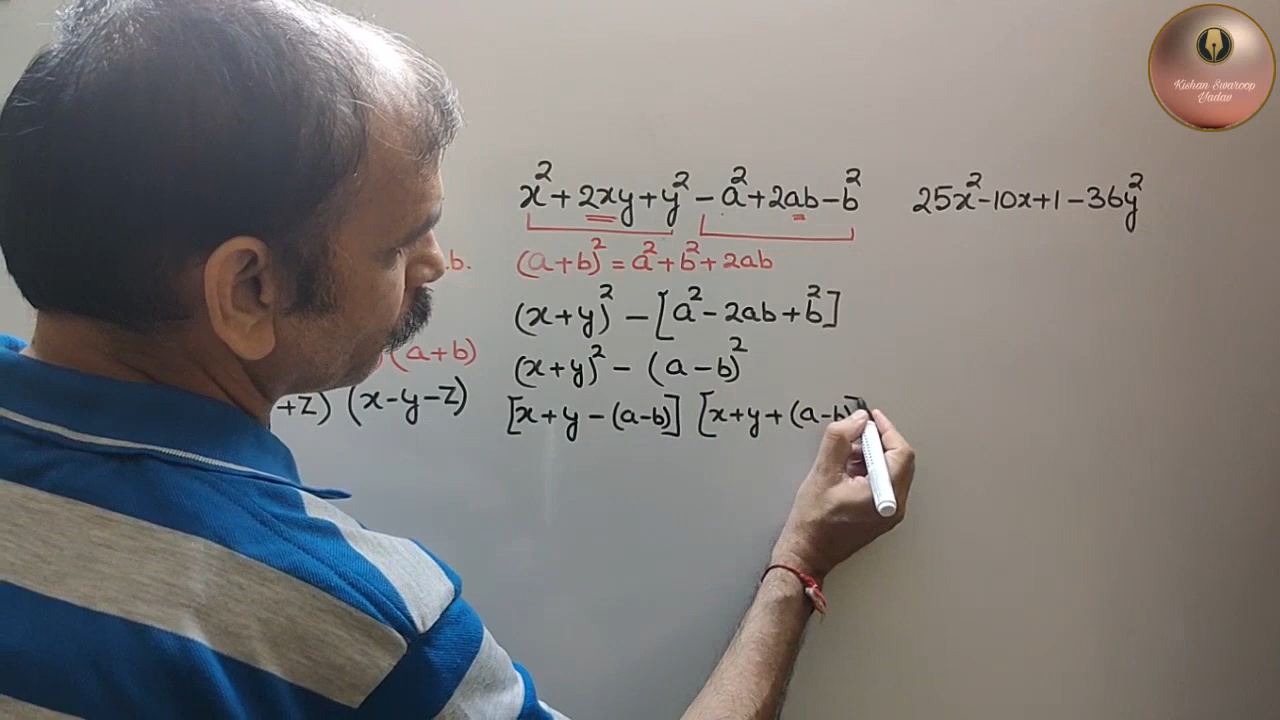 Kishan Swaroop
Yadav
x²+2xy+y²-a²+2ab-b²
25x²-10x+1-36y²
b.
(a+b)²=a²+b²+2ab
(x+y)²-[a²-2ab+b²]
(a+b)
(x+y)²-(a-b)²
+z) (x-y-z)
[x+y-(a-b)] [x+y+(a-b)]